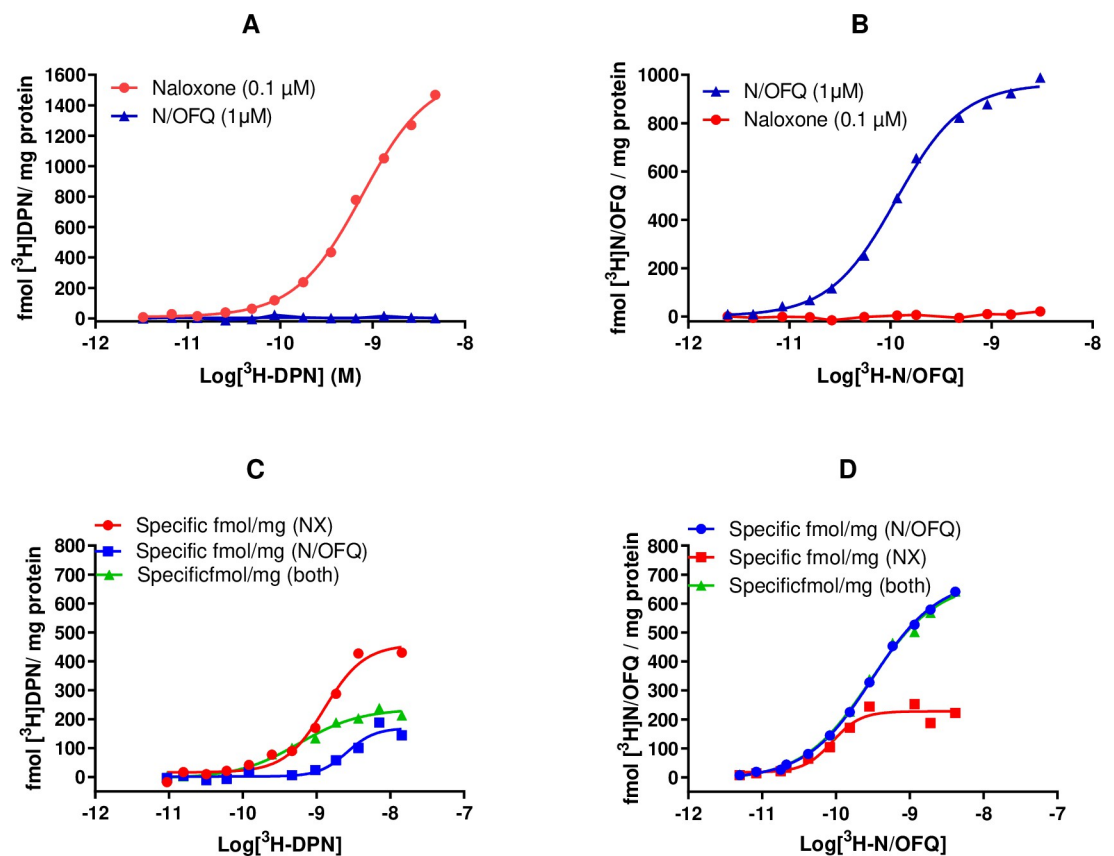 A
fmol [³H]DPN/ mg protein
1600
1400
1200
1000
800
600
400
200
0
Naloxone (0.1 µM)
N/OFQ (1µM)
-12
-11
-10
-9
-8
Log[³H-DPN] (M)
B
fmol [³H]N/OFQ / mg protein
1000
800
600
400
200
0
N/OFQ (1µM)
Naloxone (0.1 µM)
-12
-11
-10
-9
-8
Log[³H-N/OFQ]
C
Specific fmol/mg (NX)
Specific fmol/mg (N/OFQ)
Specificfmol/mg (both)
fmol [³H]DPN/ mg protein
800
700
600
500
400
300
200
100
0
-12
-11
-10
-9
-8
-7
Log[³H-DPN]
D
Specific fmol/mg (N/OFQ)
Specific fmol/mg (NX)
Specificfmol/mg (both)
fmol [³H]N/OFQ / mg protein
800
700
600
500
400
300
200
100
0
-12
-11
-10
-9
-8
-7
Log[³H-N/OFQ]